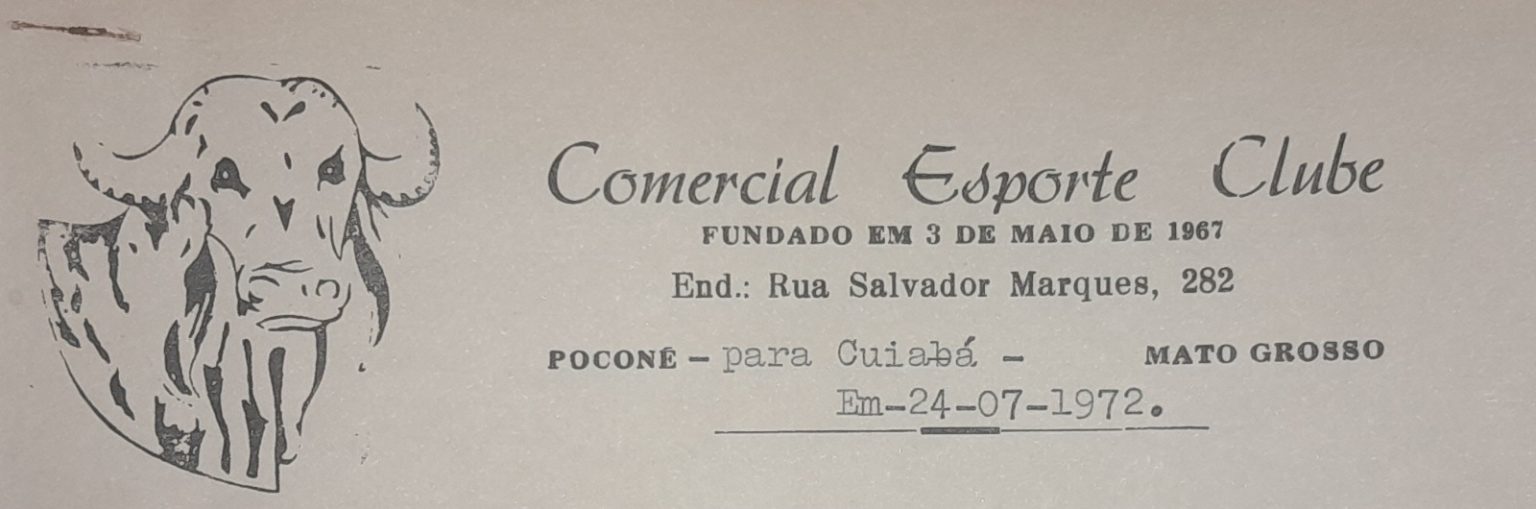 Comercial Esporte Clube
FUNDADO EM 3 DE MAIO DE 1967
End.: Rua Salvador Marques, 282
POCONÉ – para Cuiabá – MATO GROSSO
Em-24-07-1972.